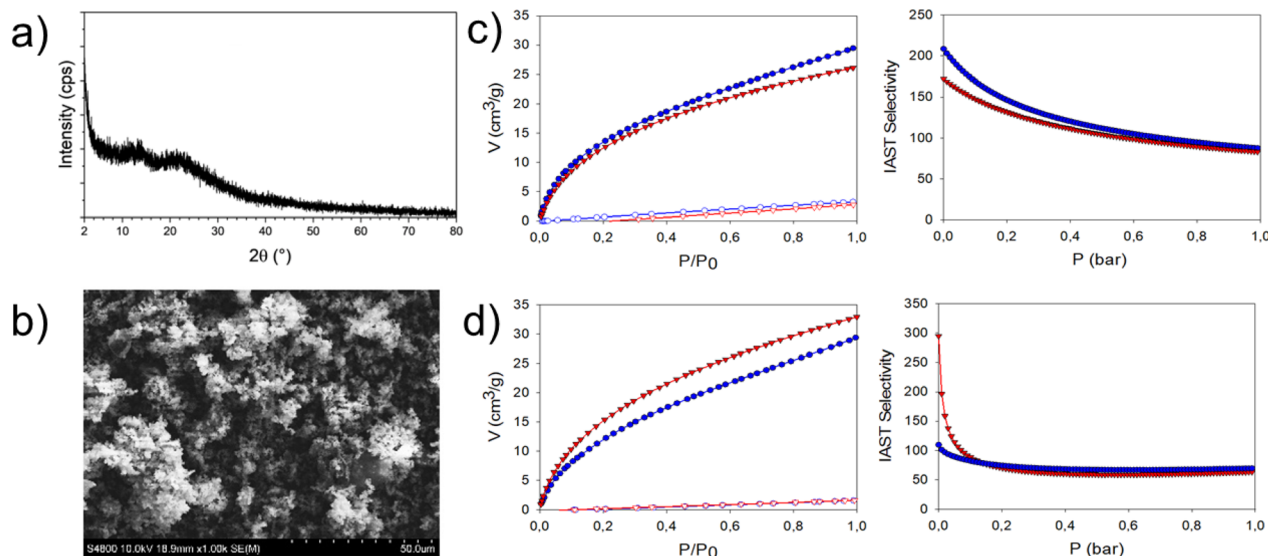 a)
Intensity (cps)
2 10 20 30 40 50 60 70 80
2θ (°)
b)
S4800 10.0kV 18.9mm x1.00k SE(M)
50.0um
c)
V (cm³/g)
35
30
25
20
15
10
5
0
0,0 0,2 0,4 0,6 0,8 1,0
P/P0
IAST Selectivity
250
200
150
100
50
0
0,0 0,2 0,4 0,6 0,8 1,0
P (bar)
d)
V (cm³/g)
35
30
25
20
15
10
5
0
0,0 0,2 0,4 0,6 0,8 1,0
P/P0
IAST Selectivity
350
300
250
200
150
100
50
0
0,0 0,2 0,4 0,6 0,8 1,0
P (bar)